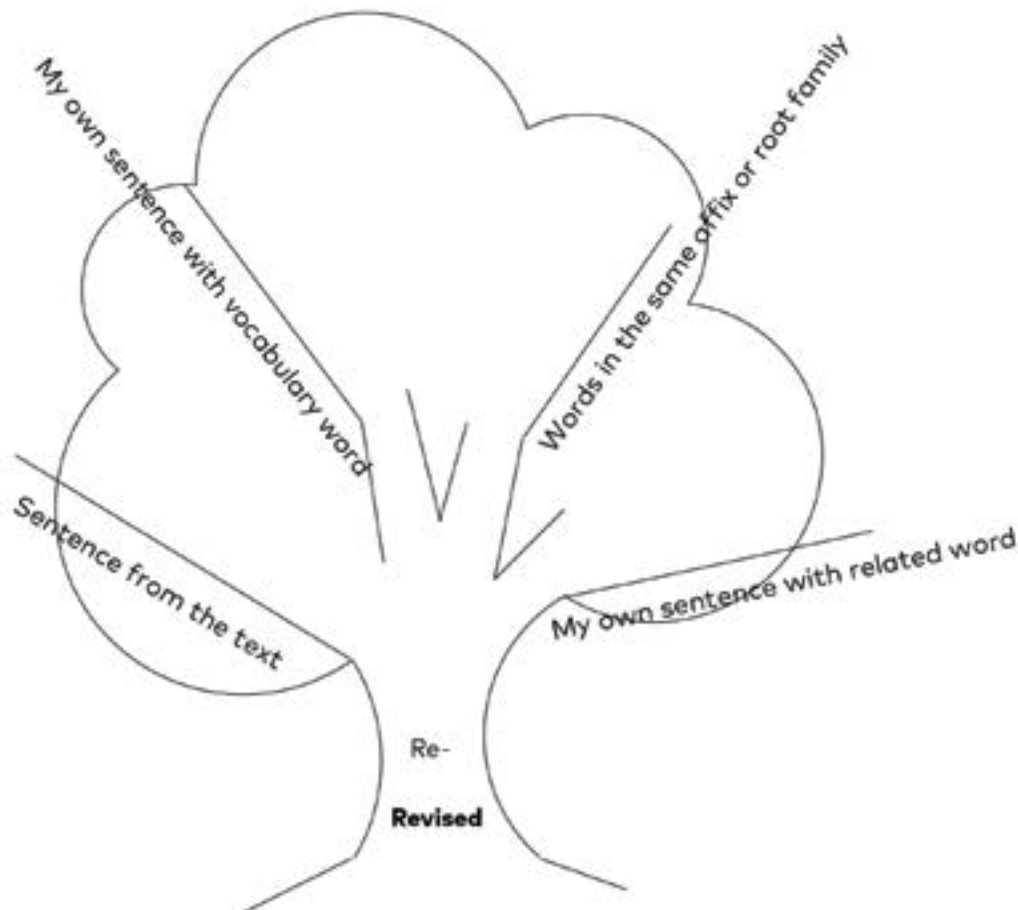 My own sentence with vocabulary word
Words in the same affix or root family
Sentence from the text
My own sentence with related word
Re-
Revised